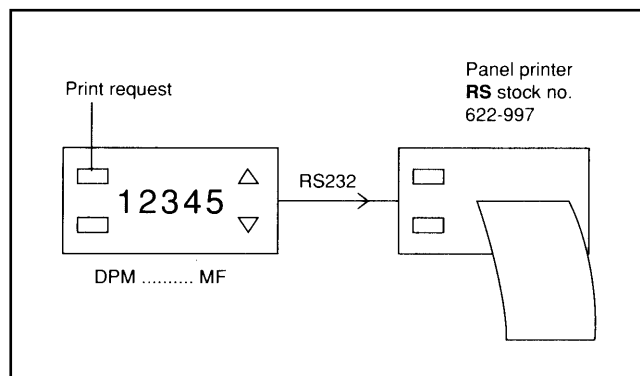 Print request
Panel printer
RS stock no.
622-997
12345
RS232
DPM .......... MF